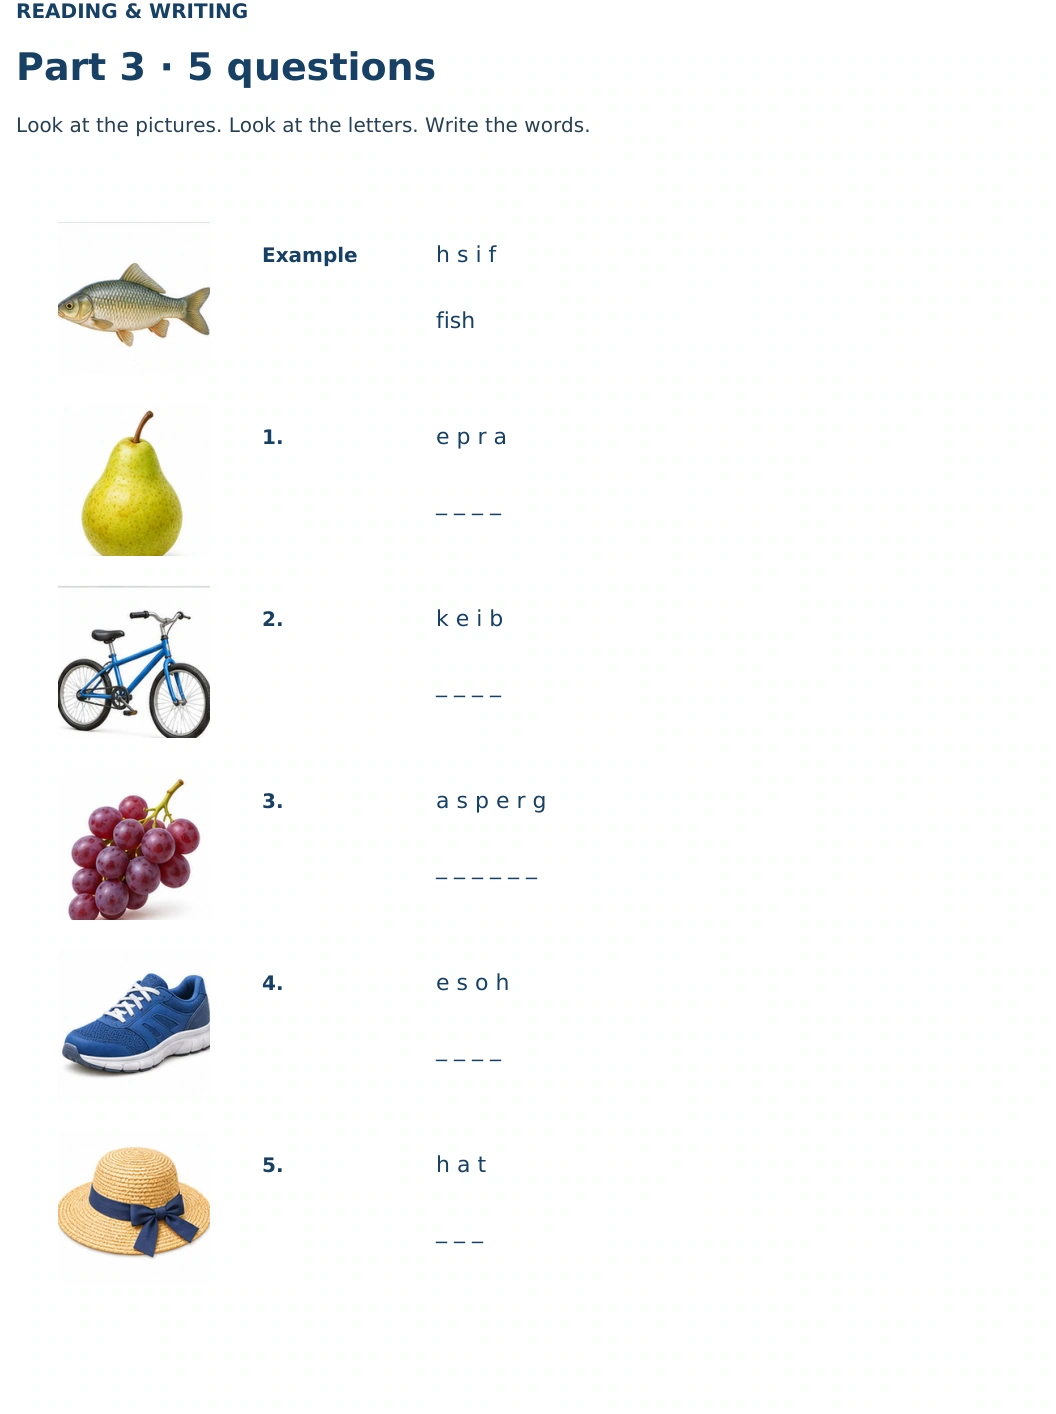 READING & WRITING
Part 3 · 5 questions
Look at the pictures. Look at the letters. Write the words.
Example h s i f
fish
1. e p r a
_ _ _ _
2. k e i b
_ _ _ _
3. a s p e r g
_ _ _ _ _ _
4. e s o h
_ _ _ _
5. h a t
_ _ _